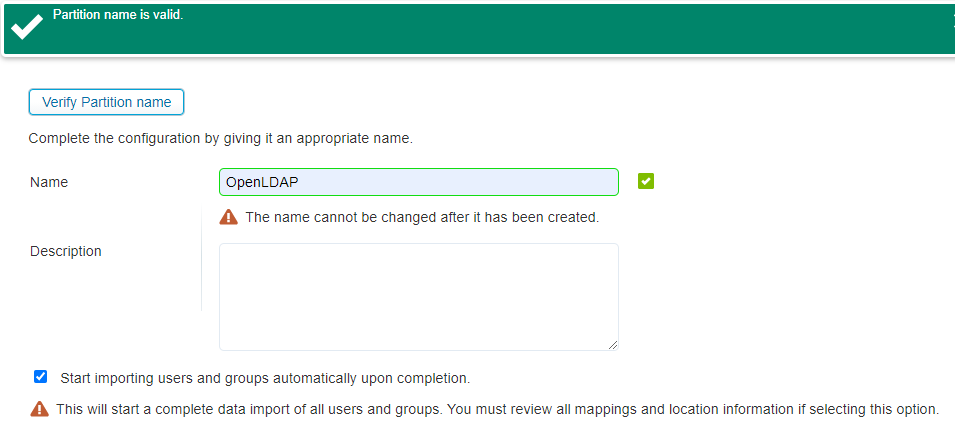 Partition name is valid.
Verify Partition name
Complete the configuration by giving it an appropriate name.
Name
OpenLDAP
The name cannot be changed after it has been created.
Description
Start importing users and groups automatically upon completion.
This will start a complete data import of all users and groups. You must review all mappings and location information if selecting this option.